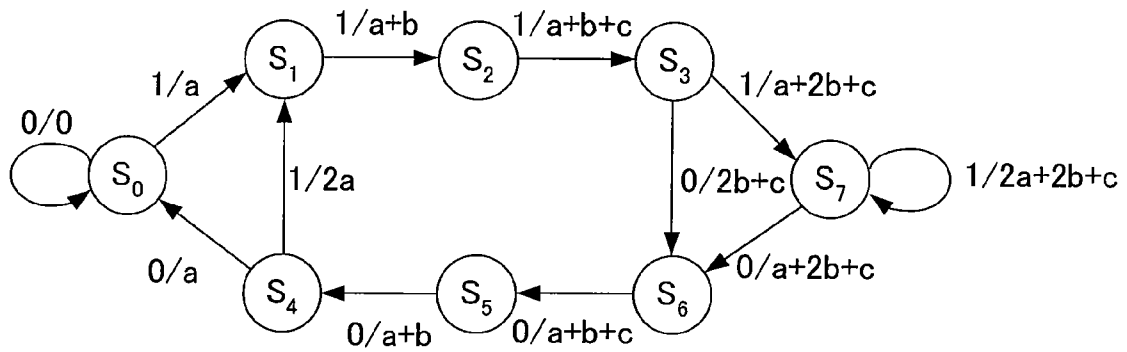 1/a+b
1/a+b+c
S1
S2
S3
1/a
1/a+2b+c
0/0
S0
1/2a
0/2b+c
S7
1/2a+2b+c
0/a
0/a+2b+c
S4
S5
S6
0/a+b
0/a+b+c